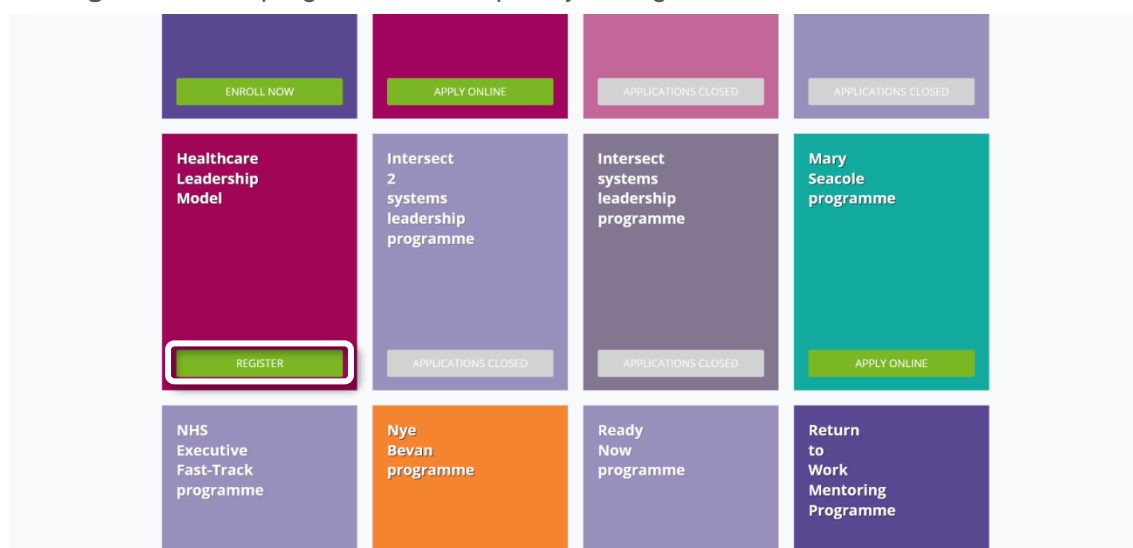 ENROLL NOW
APPLY ONLINE
APPLICATIONS CLOSED
APPLICATIONS CLOSED
Healthcare
Leadership
Model
REGISTER
Intersect
2
systems
leadership
programme
APPLICATIONS CLOSED
Intersect
systems
leadership
programme
APPLICATIONS CLOSED
Mary
Seacole
programme
APPLY ONLINE
NHS
Executive
Fast-Track
programme
Nye
Bevan
programme
Ready
Now
programme
Return
to
Work
Mentoring
Programme